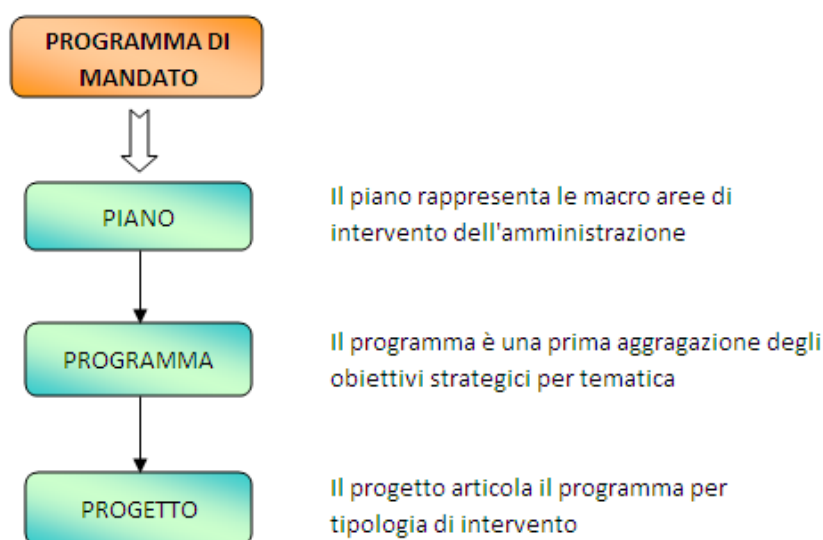 PROGRAMMA DI
MANDATO
PIANO
Il piano rappresenta le macro aree di
intervento dell'amministrazione
PROGRAMMA
Il programma è una prima aggragazione degli
obiettivi strategici per tematica
PROGETTO
Il progetto articola il programma per
tipologia di intervento